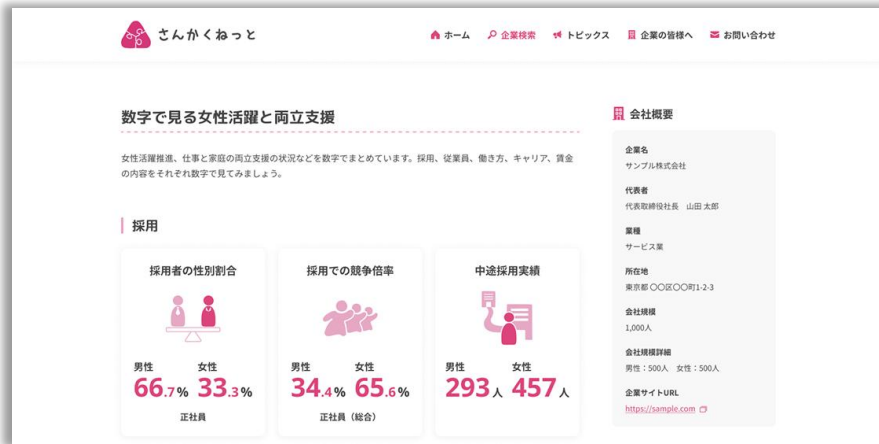 さんかくねっと
ホーム
企業検索
トピックス
企業の皆様へ
お問い合わせ
数字で見る女性活躍と両立支援
女性活躍推進、仕事と家庭の両立支援の状況などを数字でまとめています。採用、従業員、働き方、キャリア、賃金
の内容をそれぞれ数字で見てみましょう。
採用
採用者の性別割合
男性 女性
66.7% 33.3%
正社員
採用での競争倍率
男性 女性
34.4% 65.6%
正社員（総合）
中途採用実績
男性 女性
293人 457人
会社概要
企業名
サンプル株式会社
代表者
代表取締役社長　山田 太郎
業種
サービス業
所在地
東京都 〇〇区〇〇町1-2-3
会社規模
1,000人
会社規模詳細
男性：500人　女性：500人
企業サイトURL
https://sample.com